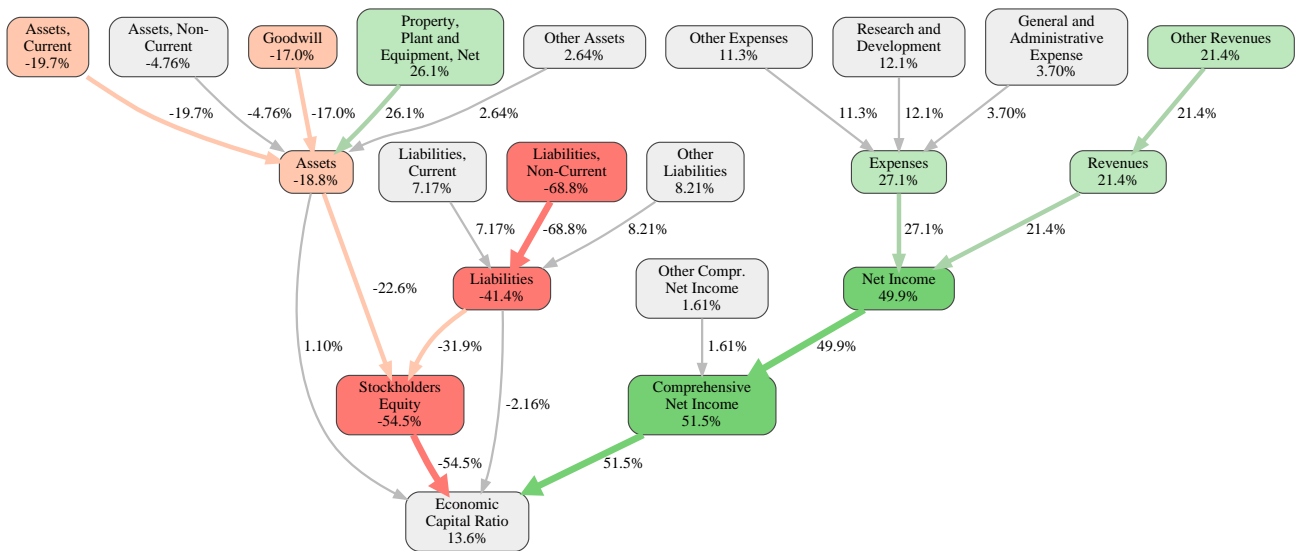 Assets,
Current
-19.7%
Assets, Non-
Current
-4.76%
Goodwill
-17.0%
Property,
Plant and
Equipment, Net
26.1%
Other Assets
2.64%
Other Expenses
11.3%
Research and
Development
12.1%
General and
Administrative
Expense
3.70%
Other Revenues
21.4%
-19.7%
-4.76%
-17.0%
26.1%
2.64%
11.3%
12.1%
3.70%
21.4%
Assets
-18.8%
Liabilities,
Current
7.17%
Liabilities,
Non-Current
-68.8%
Other
Liabilities
8.21%
Expenses
27.1%
Revenues
21.4%
7.17%
-68.8%
8.21%
27.1%
21.4%
Liabilities
-41.4%
Other Compr.
Net Income
1.61%
Net Income
49.9%
-22.6%
1.10%
-31.9%
1.61%
49.9%
Stockholders
Equity
-54.5%
-2.16%
Comprehensive
Net Income
51.5%
-54.5%
51.5%
Economic
Capital Ratio
13.6%